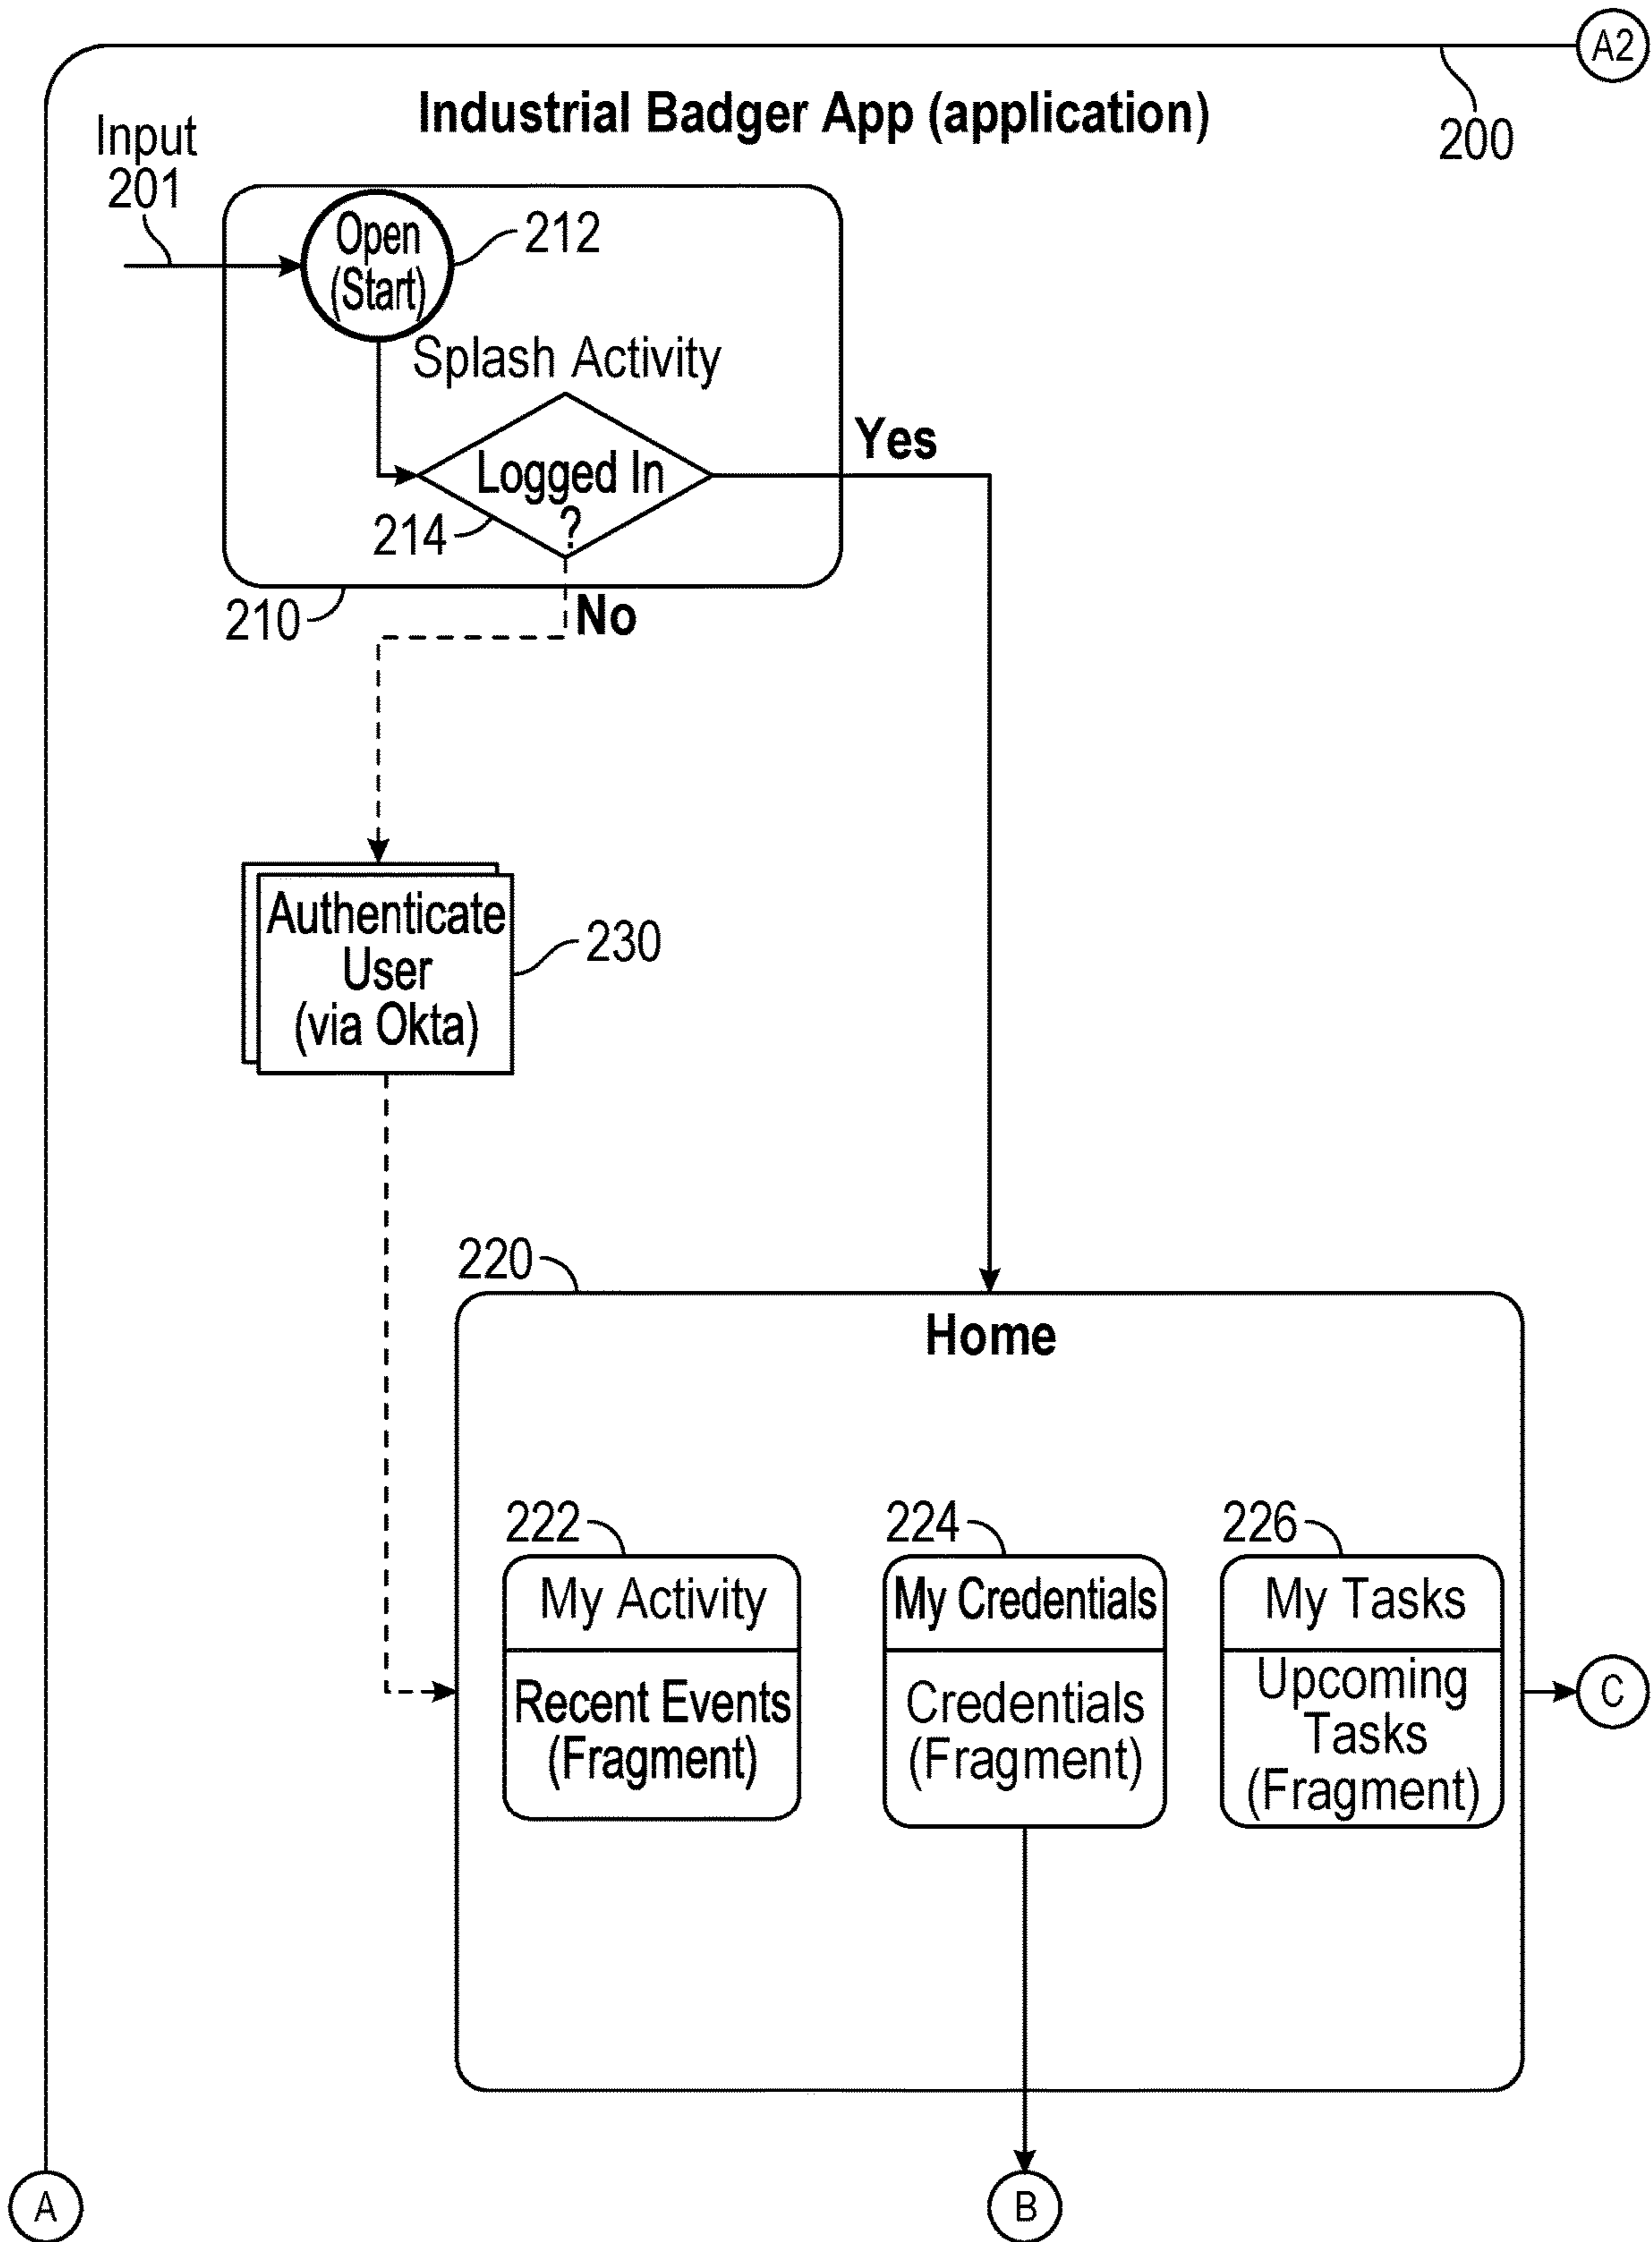 A2
Industrial Badger App (application)
200
Input
201
Open
(Start)
212
Splash Activity
Logged In
?
214
Yes
210
No
Authenticate
User
(via Okta)
230
220
Home
222
224
226
My Activity
Recent Events
(Fragment)
My Credentials
Credentials
(Fragment)
My Tasks
Upcoming
Tasks
(Fragment)
C
A
B